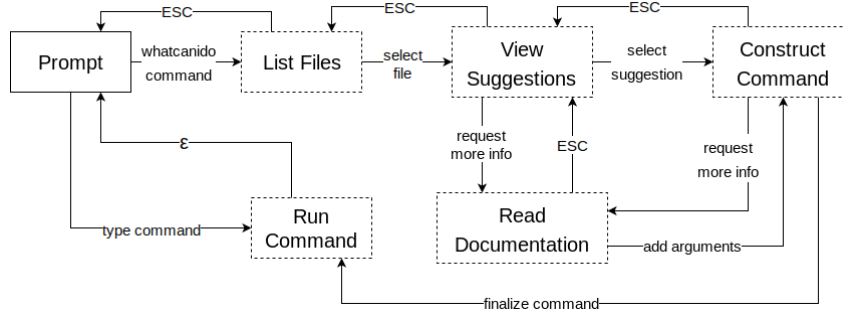 ESC
ESC
ESC
Prompt
whatcanido
command
List Files
select
file
View
Suggestions
select
suggestion
Construct
Command
ε
request
more info
ESC
request
more info
type command
Run
Command
Read
Documentation
add arguments
finalize command